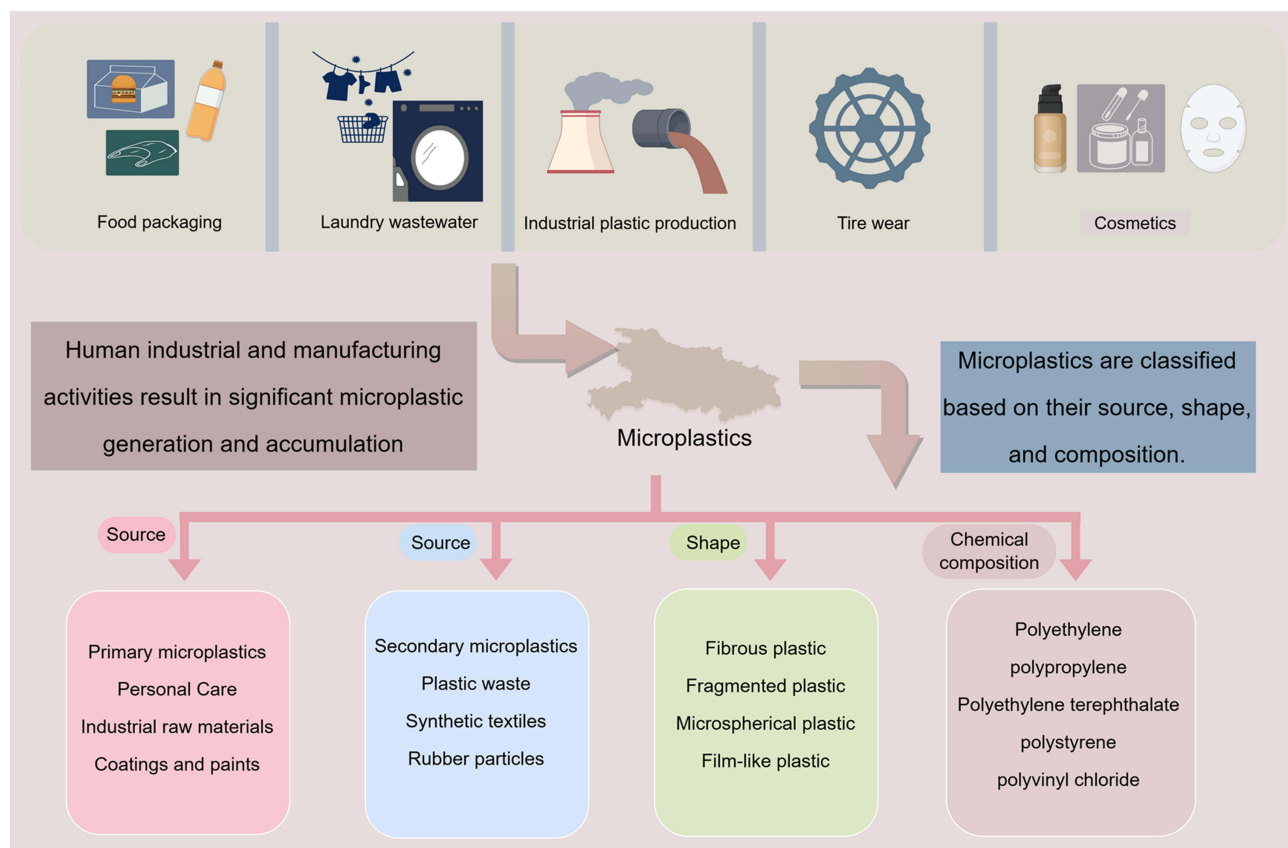 Food packaging
Laundry wastewater
Industrial plastic production
Tire wear
Cosmetics
Human industrial and manufacturing
activities result in significant microplastic
generation and accumulation
Microplastics
Microplastics are classified
based on their source, shape,
and composition.
Source
Primary microplastics
Personal Care
Industrial raw materials
Coatings and paints
Source
Secondary microplastics
Plastic waste
Synthetic textiles
Rubber particles
Shape
Fibrous plastic
Fragmented plastic
Microspherical plastic
Film-like plastic
Chemical
composition
Polyethylene
polypropylene
Polyethylene terephthalate
polystyrene
polyvinyl chloride